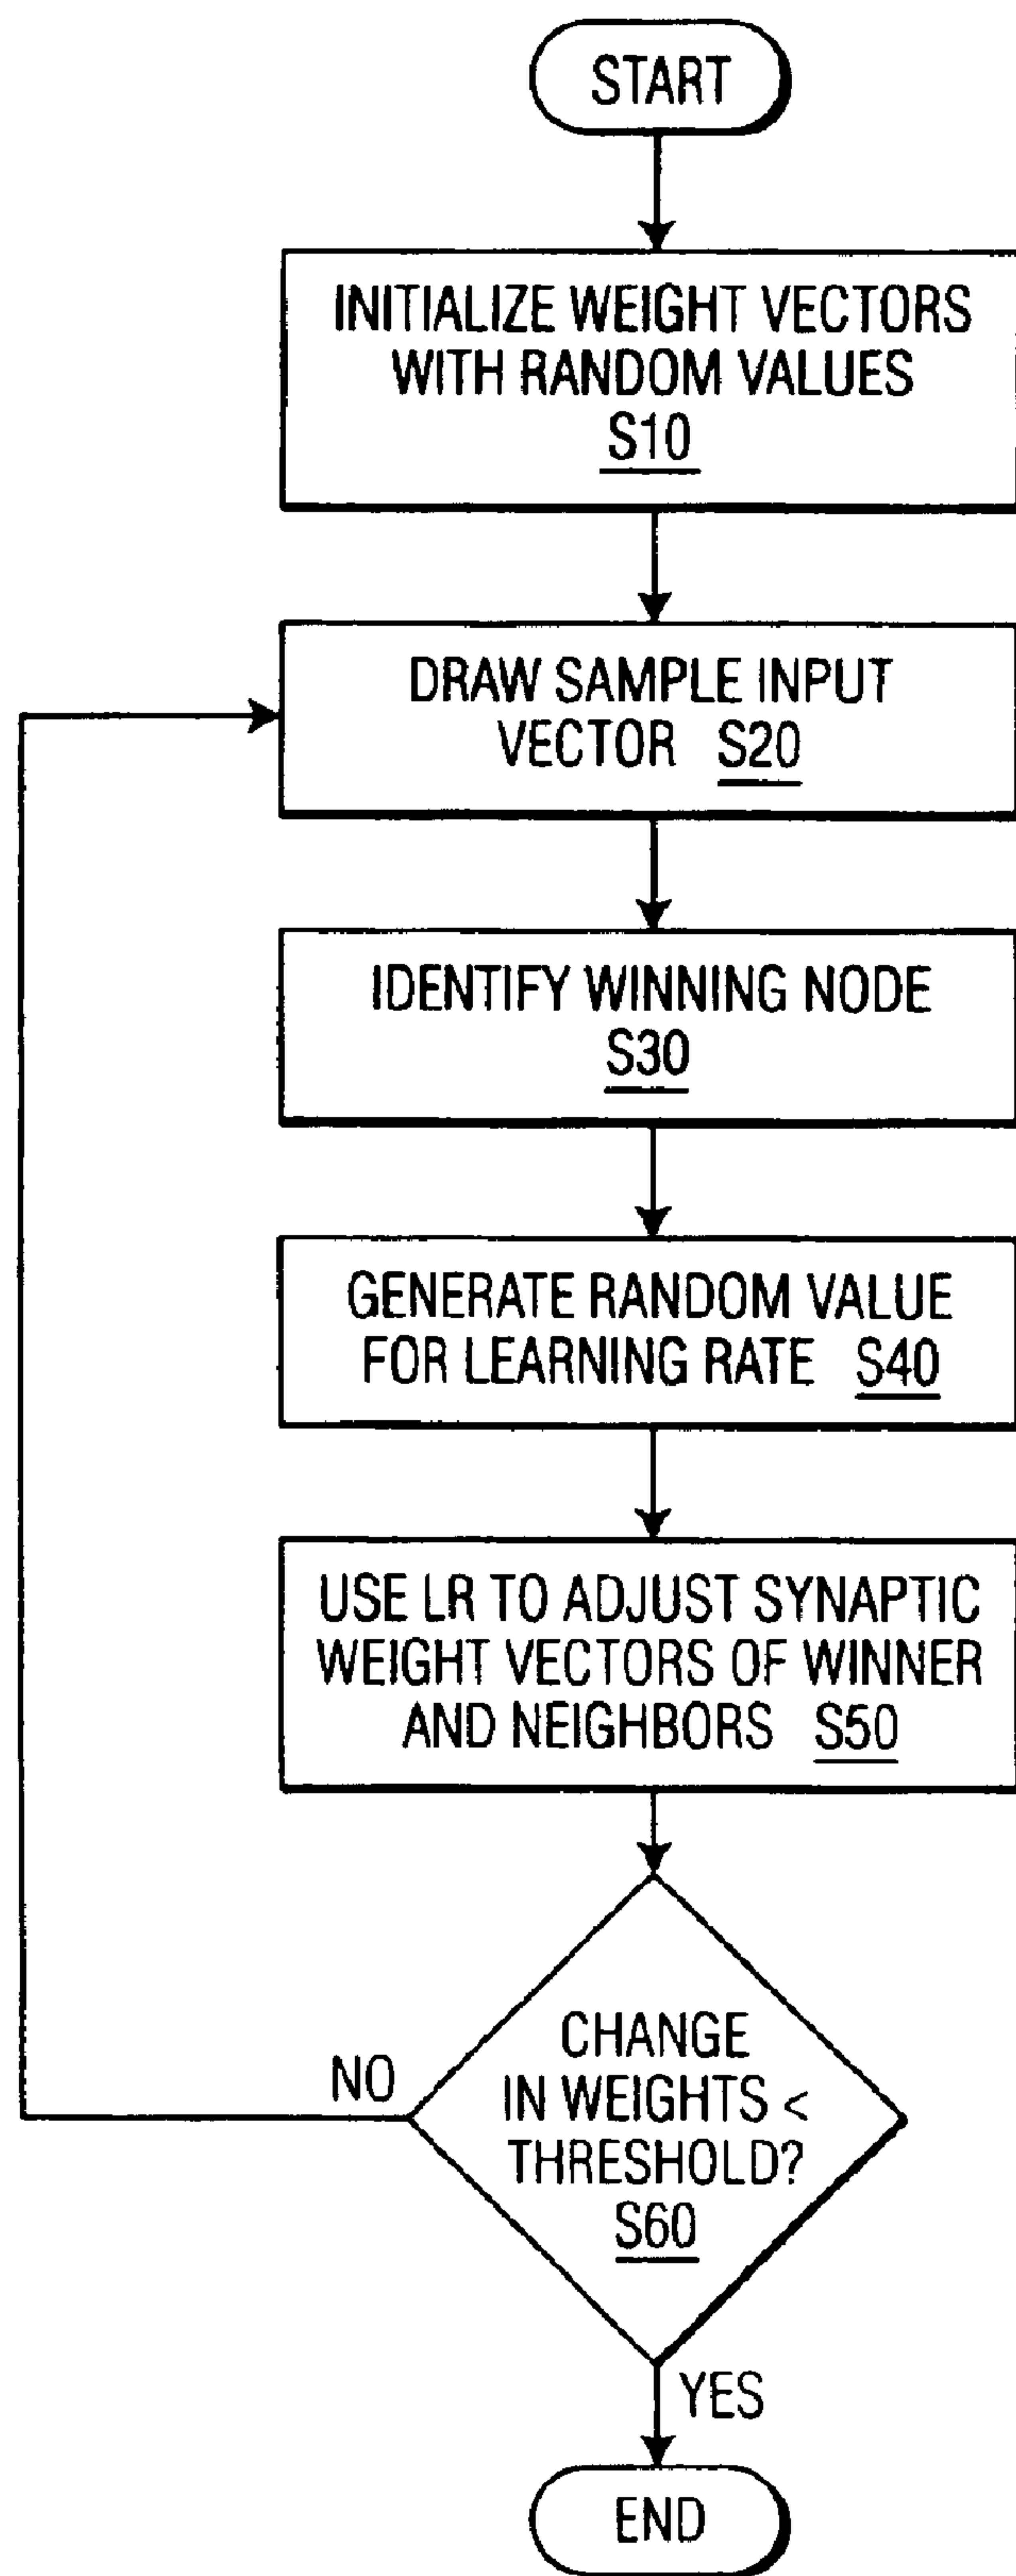 START
INITIALIZE WEIGHT VECTORS
WITH RANDOM VALUES
S10
DRAW SAMPLE INPUT
VECTOR S20
IDENTIFY WINNING NODE
S30
GENERATE RANDOM VALUE
FOR LEARNING RATE S40
USE LR TO ADJUST SYNAPTIC
WEIGHT VECTORS OF WINNER
AND NEIGHBORS S50
CHANGE
IN WEIGHTS <
THRESHOLD?
S60
NO
YES
END